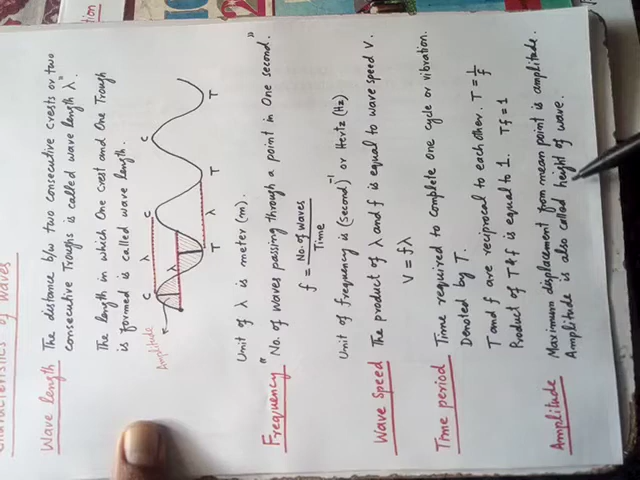 Characteristics of waves
Wave length The distance b/w two consecutive crests or two
consecutive Troughs is called wave length λ"
The length in which One crest and One Trough
is formed is called wave length.
C C C
λ
λ
λ
T T T
Amplitude
Unit of λ is meter (m).
Frequency "No. of waves passing through a point in One second."
f = No. of waves / Time
Unit of frequency is (second)⁻¹ or Hertz (Hz)
Wave Speed The product of λ and f is equal to wave speed V.
V = fλ
Time period Time required to complete one cycle or vibration.
Denoted by T.
T and f are reciprocal to each other. T = 1/f
Product of T & f is equal to 1. Tf = 1
Amplitude Maximum displacement from mean point is amplitude.
Amplitude is also called height of wave.